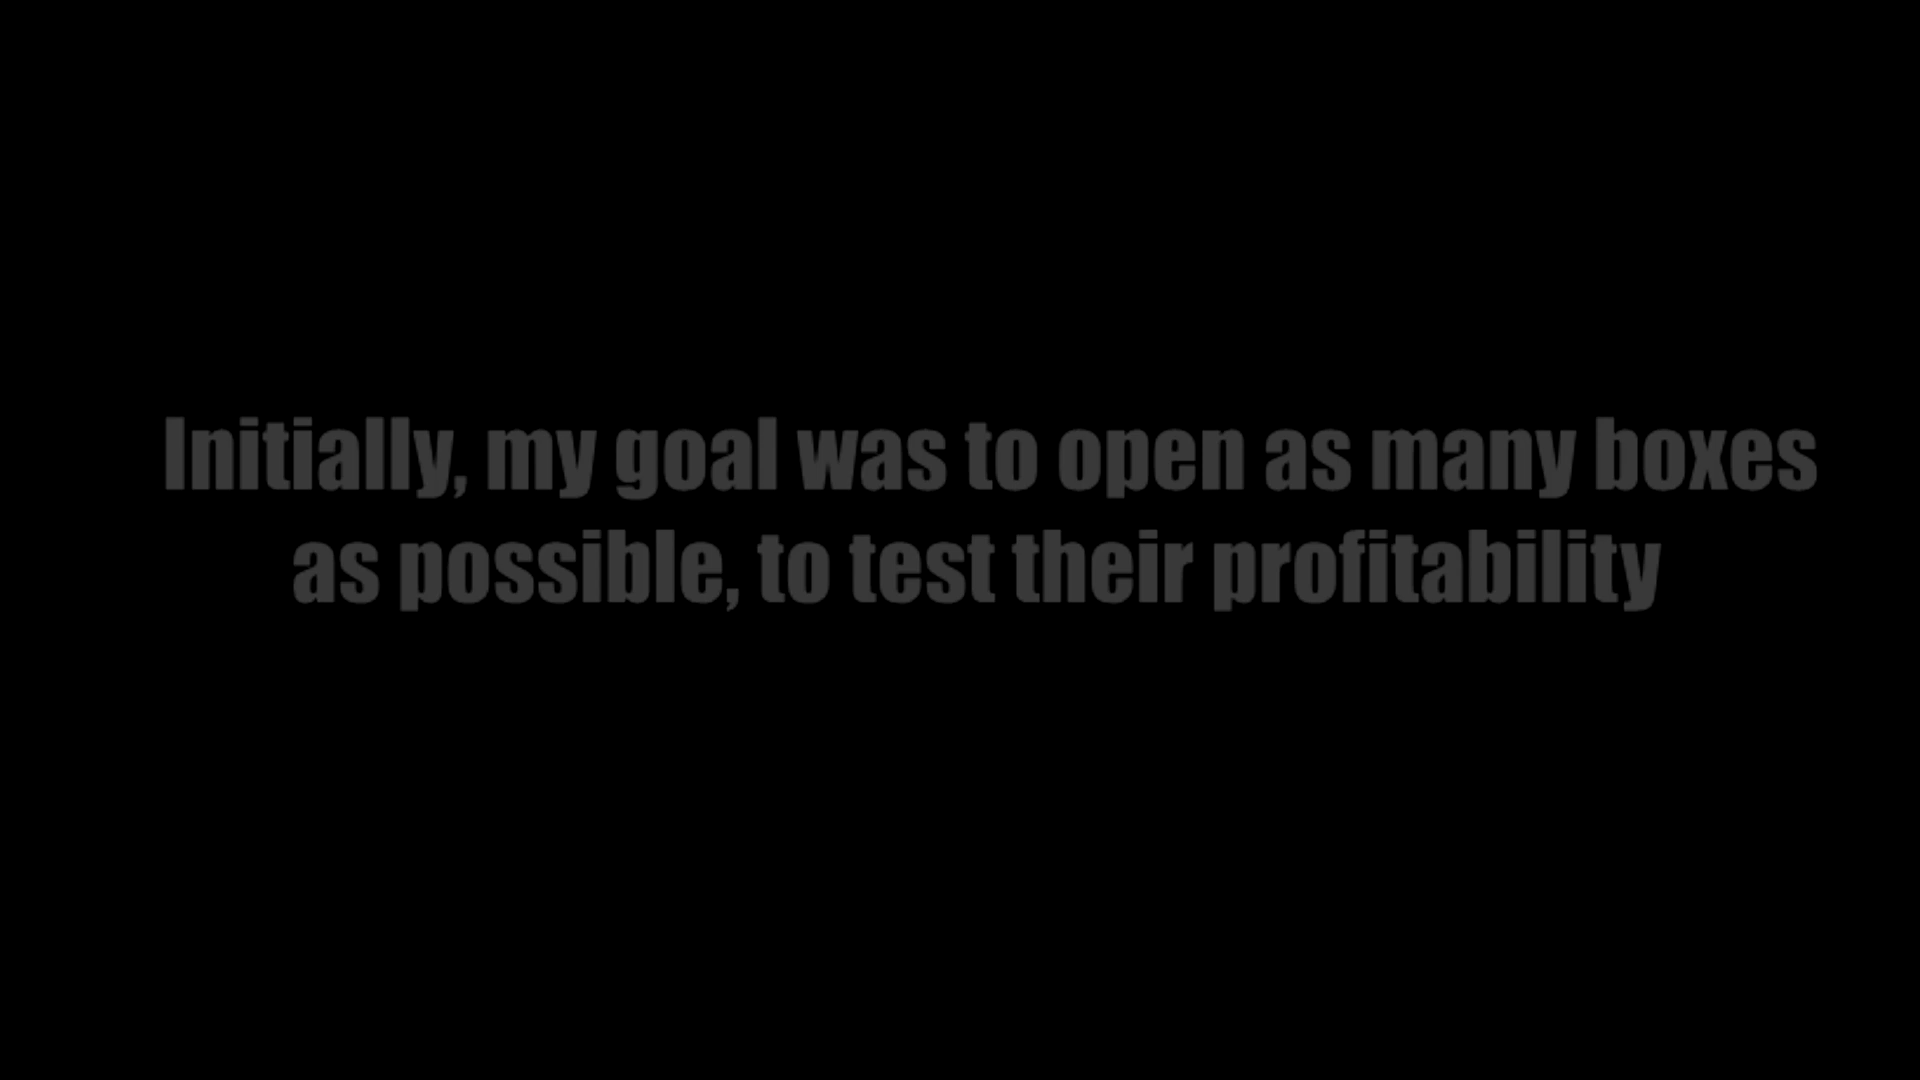 Initially, my goal was to open as many boxes
as possible, to test their profitability